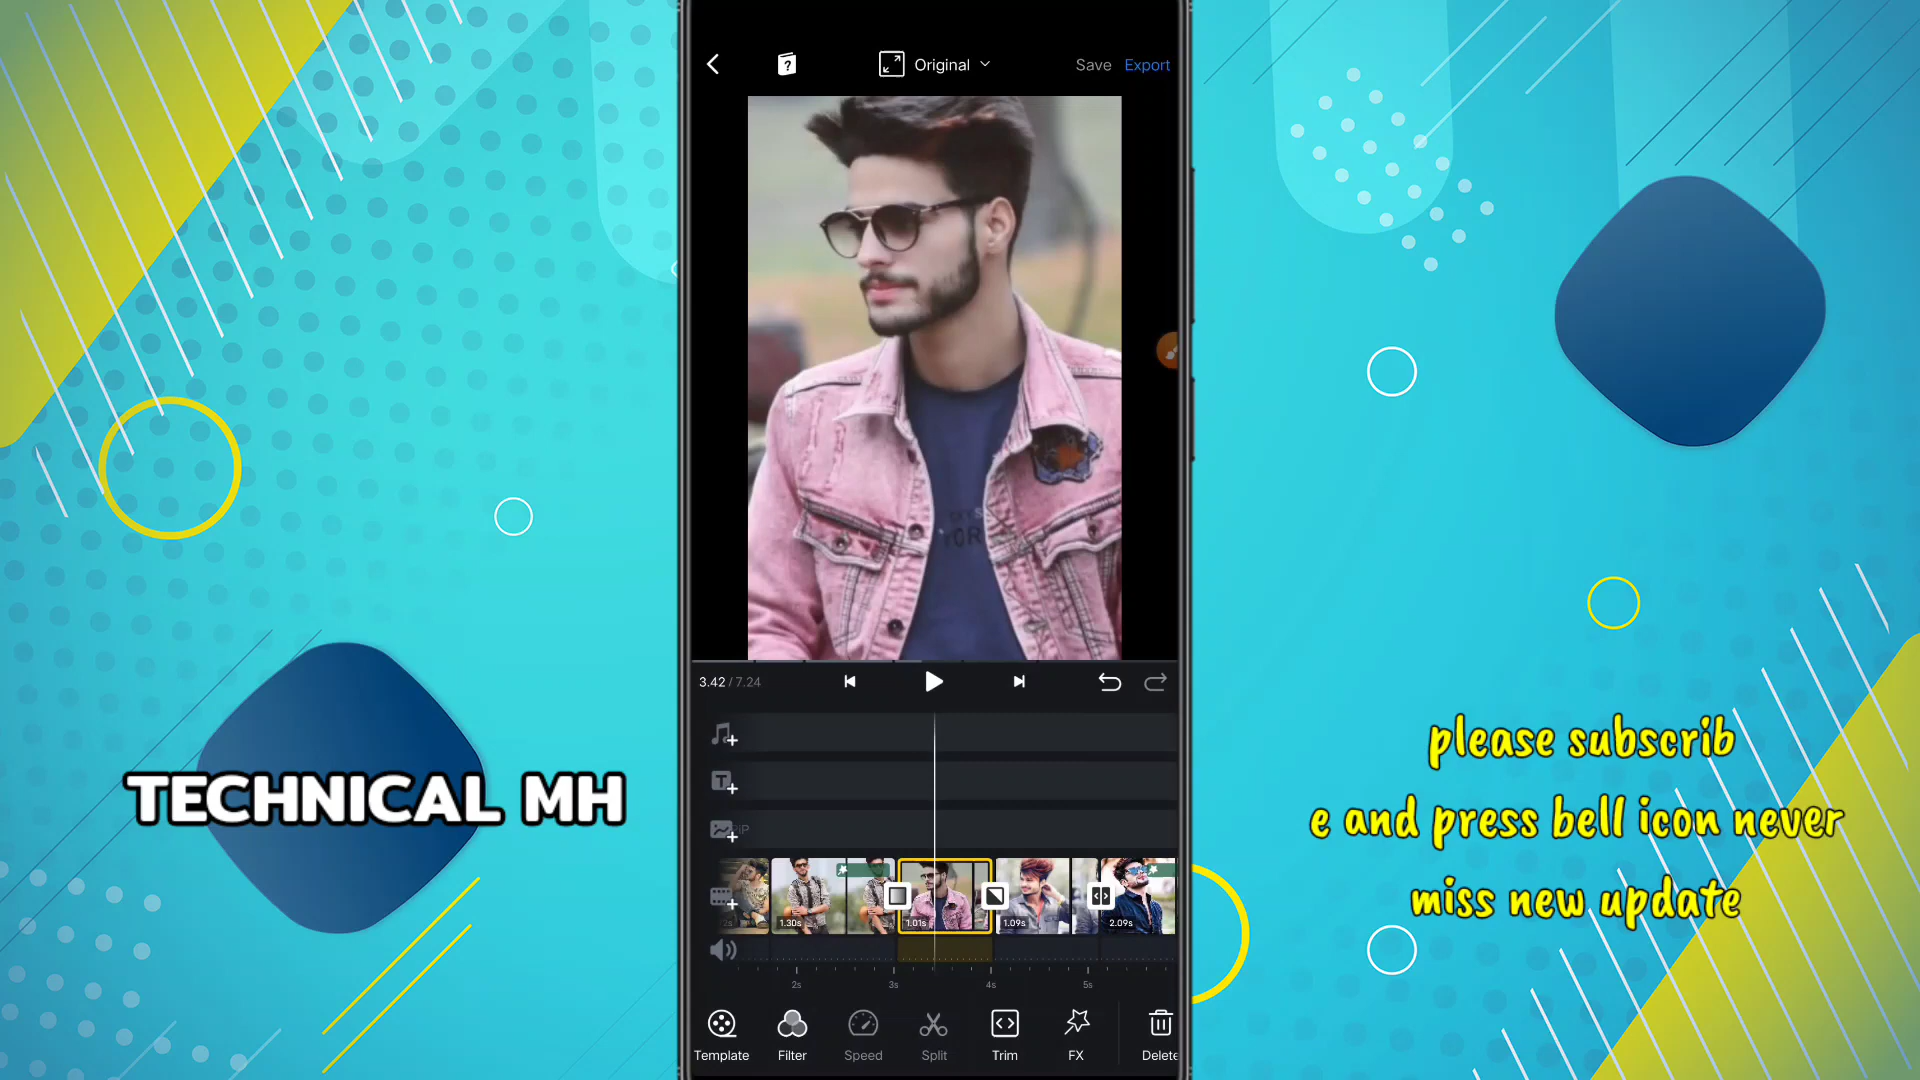 Original
Save
Export
3.42 / 7.24
PIP
1.30s
1.01s
1.09s
2.09s
2s
3s
4s
5s
Template
Filter
Speed
Split
Trim
FX
Delete
TECHNICAL MH
please subscrib
e and press bell icon never
miss new update